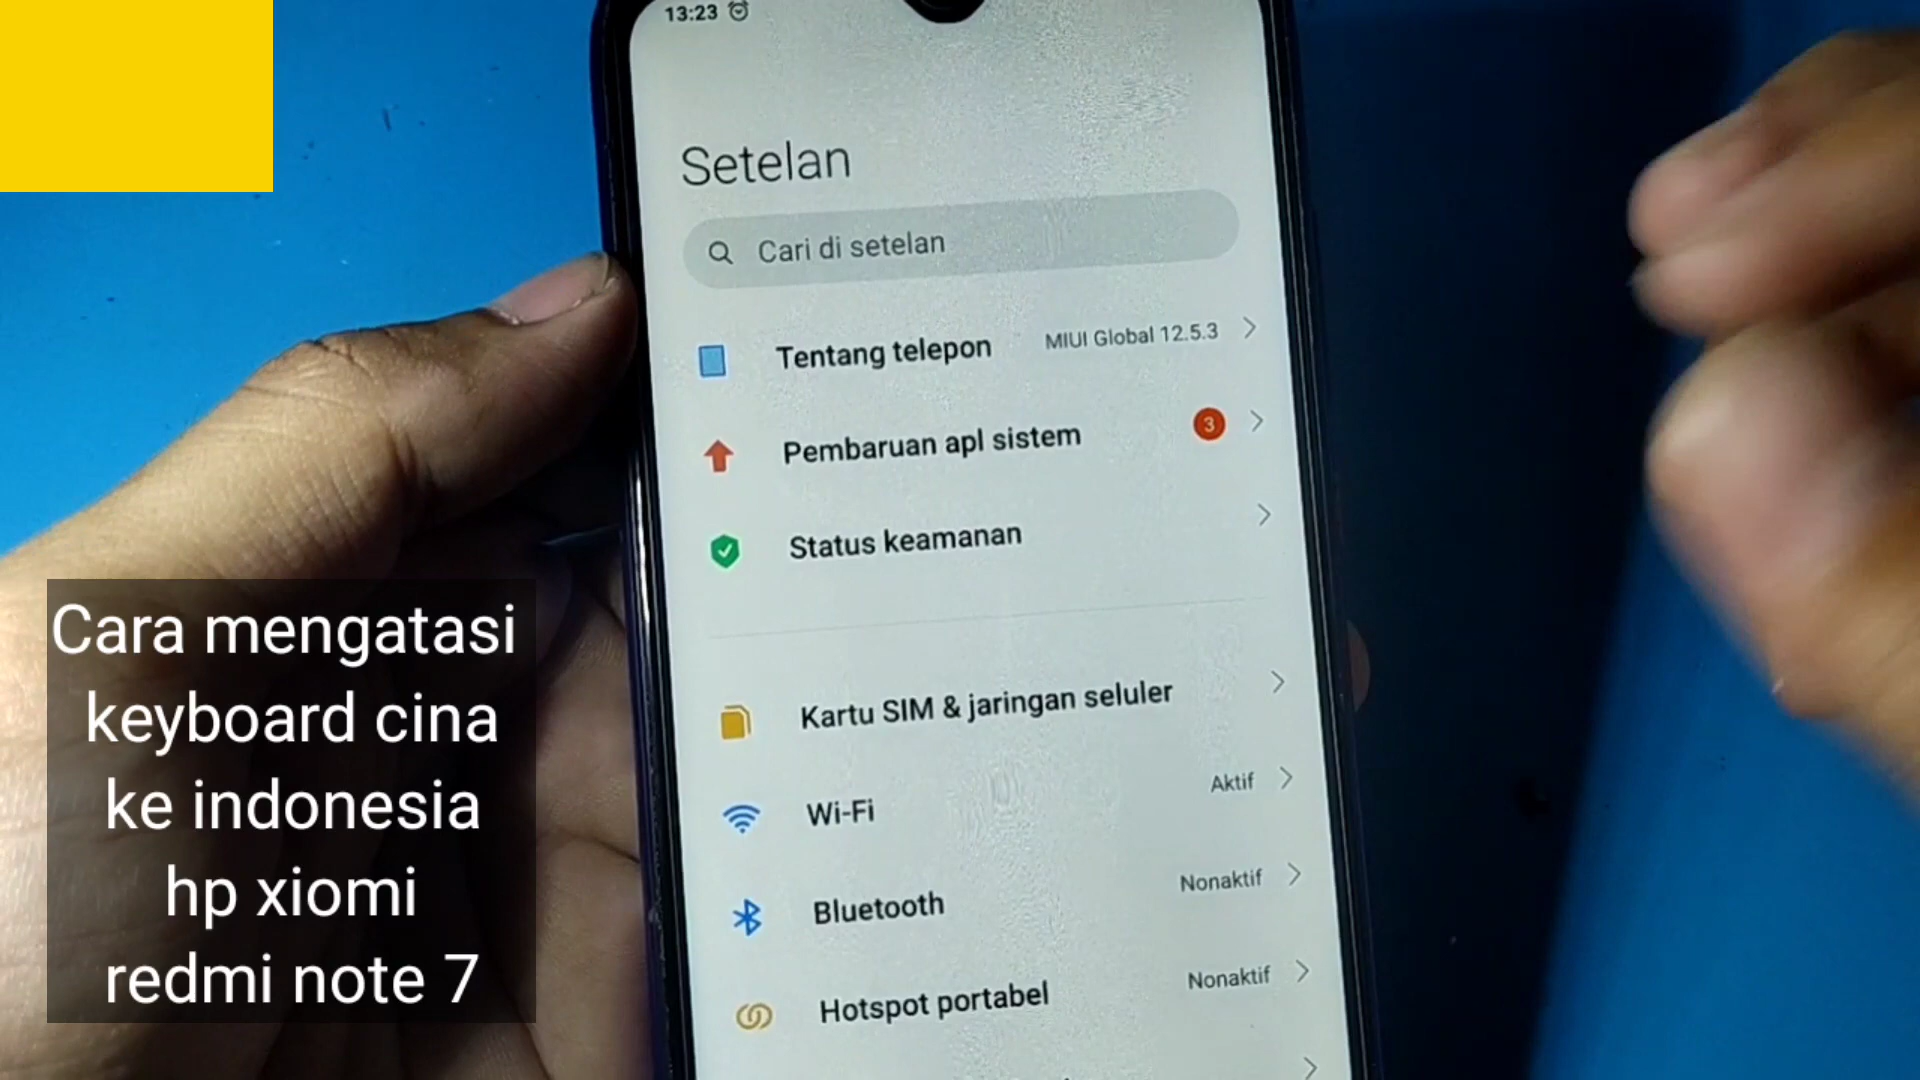 13:23
Setelan
Cari di setelan
Tentang telepon MIUI Global 12.5.3
Pembaruan apl sistem 3
Status keamanan
Kartu SIM & jaringan seluler
Wi-Fi Aktif
Bluetooth Nonaktif
Hotspot portabel Nonaktif
Cara mengatasi
keyboard cina
ke indonesia
hp xiomi
redmi note 7